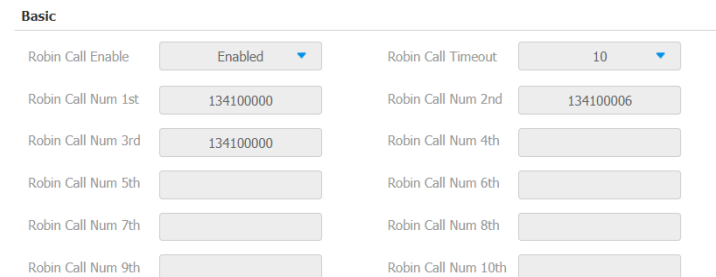 Basic
Robin Call Enable Enabled Robin Call Timeout 10
Robin Call Num 1st 134100000 Robin Call Num 2nd 134100006
Robin Call Num 3rd 134100000 Robin Call Num 4th
Robin Call Num 5th Robin Call Num 6th
Robin Call Num 7th Robin Call Num 8th
Robin Call Num 9th Robin Call Num 10th